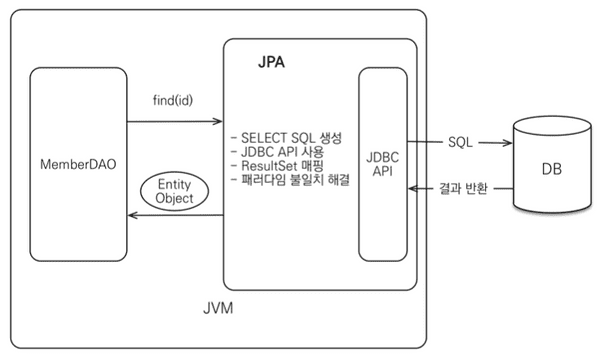 JPA
find(id)
- SELECT SQL 생성
- JDBC API 사용
- ResultSet 매핑
- 패러다임 불일치 해결
MemberDAO
JDBC
API
SQL
DB
Entity
Object
결과 반환
JVM